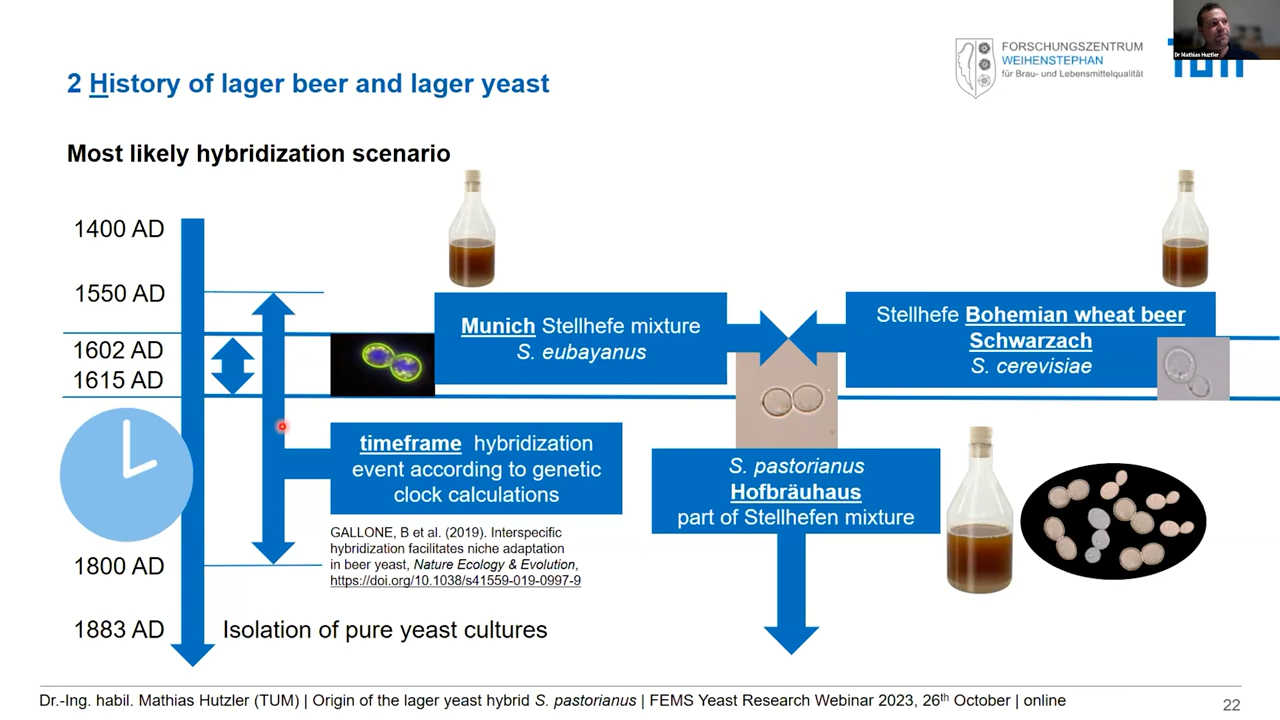 Dr Mathias Hutzler
FORSCHUNGSZENTRUM
WEIHENSTEPHAN
für Brau- und Lebensmittelqualität
2 History of lager beer and lager yeast
Most likely hybridization scenario
1400 AD
1550 AD
1602 AD
1615 AD
1800 AD
1883 AD
Munich Stellhefe mixture
S. eubayanus
Stellhefe Bohemian wheat beer
Schwarzach
S. cerevisiae
timeframe hybridization
event according to genetic
clock calculations
GALLONE, B et al. (2019). Interspecific
hybridization facilitates niche adaptation
in beer yeast, Nature Ecology & Evolution,
https://doi.org/10.1038/s41559-019-0997-9
S. pastorianus
Hofbräuhaus
part of Stellhefen mixture
Isolation of pure yeast cultures
Dr.-Ing. habil. Mathias Hutzler (TUM) | Origin of the lager yeast hybrid S. pastorianus | FEMS Yeast Research Webinar 2023, 26th October | online
22